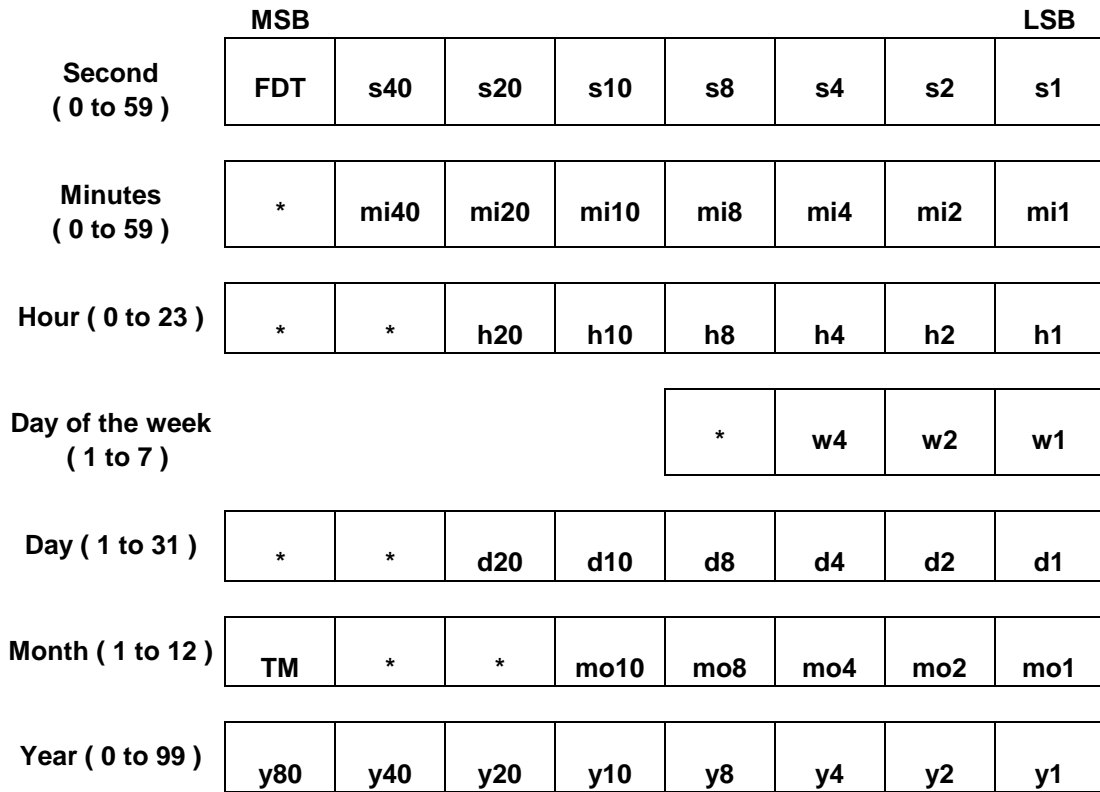 MSB LSB
Second
( 0 to 59 )
FDT s40 s20 s10 s8 s4 s2 s1
Minutes
( 0 to 59 )
* mi40 mi20 mi10 mi8 mi4 mi2 mi1
Hour ( 0 to 23 )
* * h20 h10 h8 h4 h2 h1
Day of the week
( 1 to 7 )
* w4 w2 w1
Day ( 1 to 31 )
* * d20 d10 d8 d4 d2 d1
Month ( 1 to 12 )
TM * * mo10 mo8 mo4 mo2 mo1
Year ( 0 to 99 )
y80 y40 y20 y10 y8 y4 y2 y1